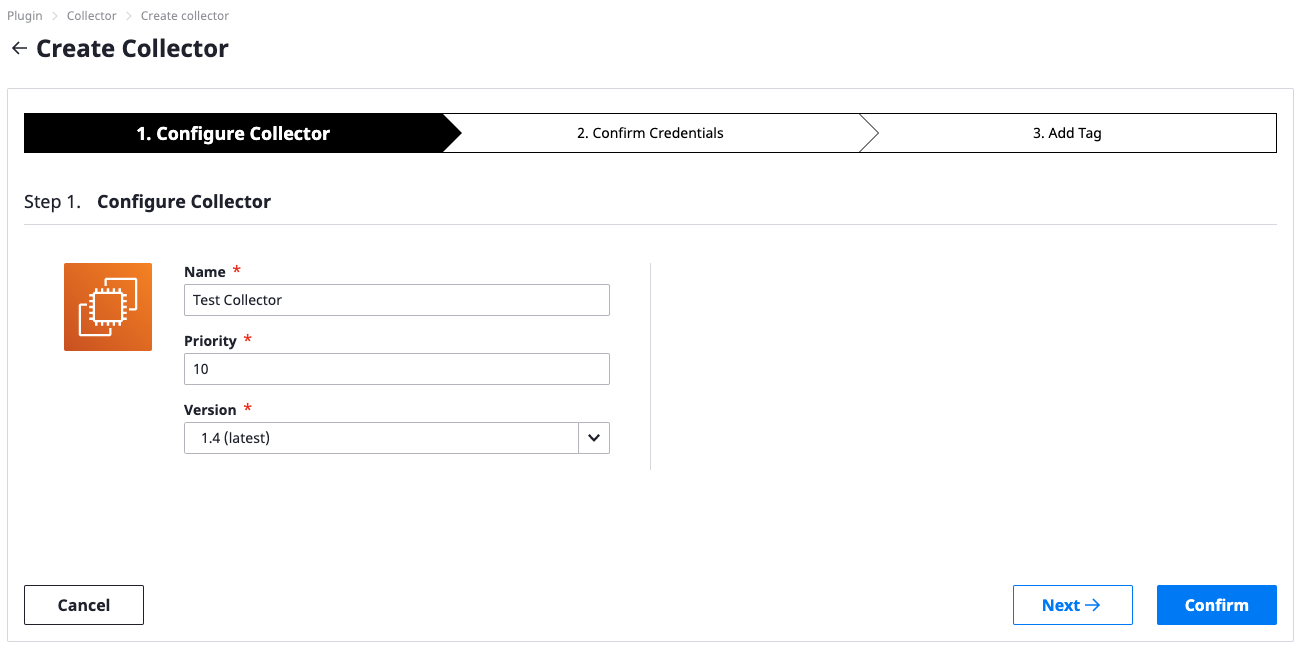 Plugin > Collector > Create collector
← Create Collector
1. Configure Collector
2. Confirm Credentials
3. Add Tag
Step 1. Configure Collector
Name *
Test Collector
Priority *
10
Version *
1.4 (latest)
Cancel
Next →
Confirm